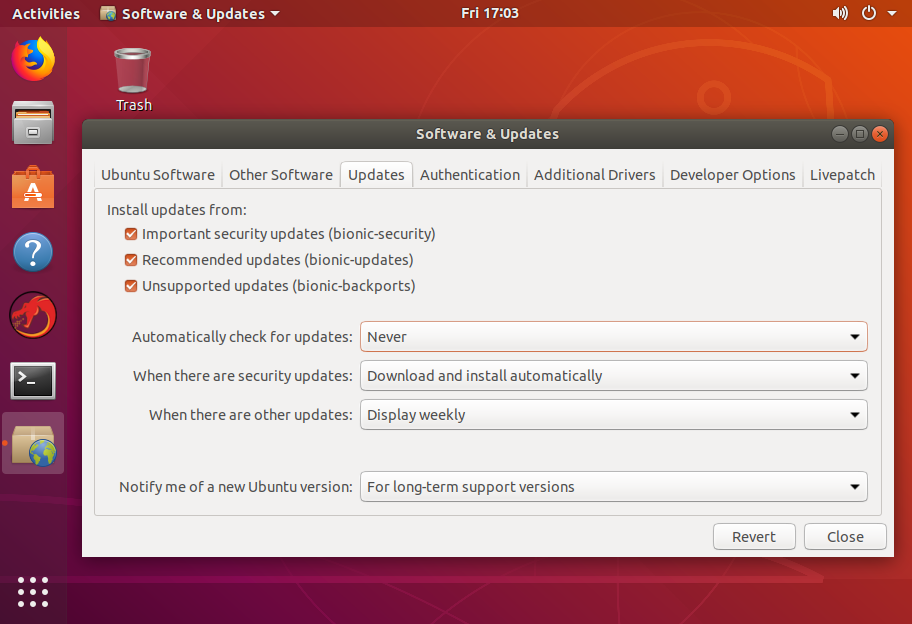 Activities Software & Updates Fri 17:03
Trash
Software & Updates
Ubuntu Software Other Software Updates Authentication Additional Drivers Developer Options Livepatch
Install updates from:
Important security updates (bionic-security)
Recommended updates (bionic-updates)
Unsupported updates (bionic-backports)
Automatically check for updates: Never
When there are security updates: Download and install automatically
When there are other updates: Display weekly
Notify me of a new Ubuntu version: For long-term support versions
Revert Close